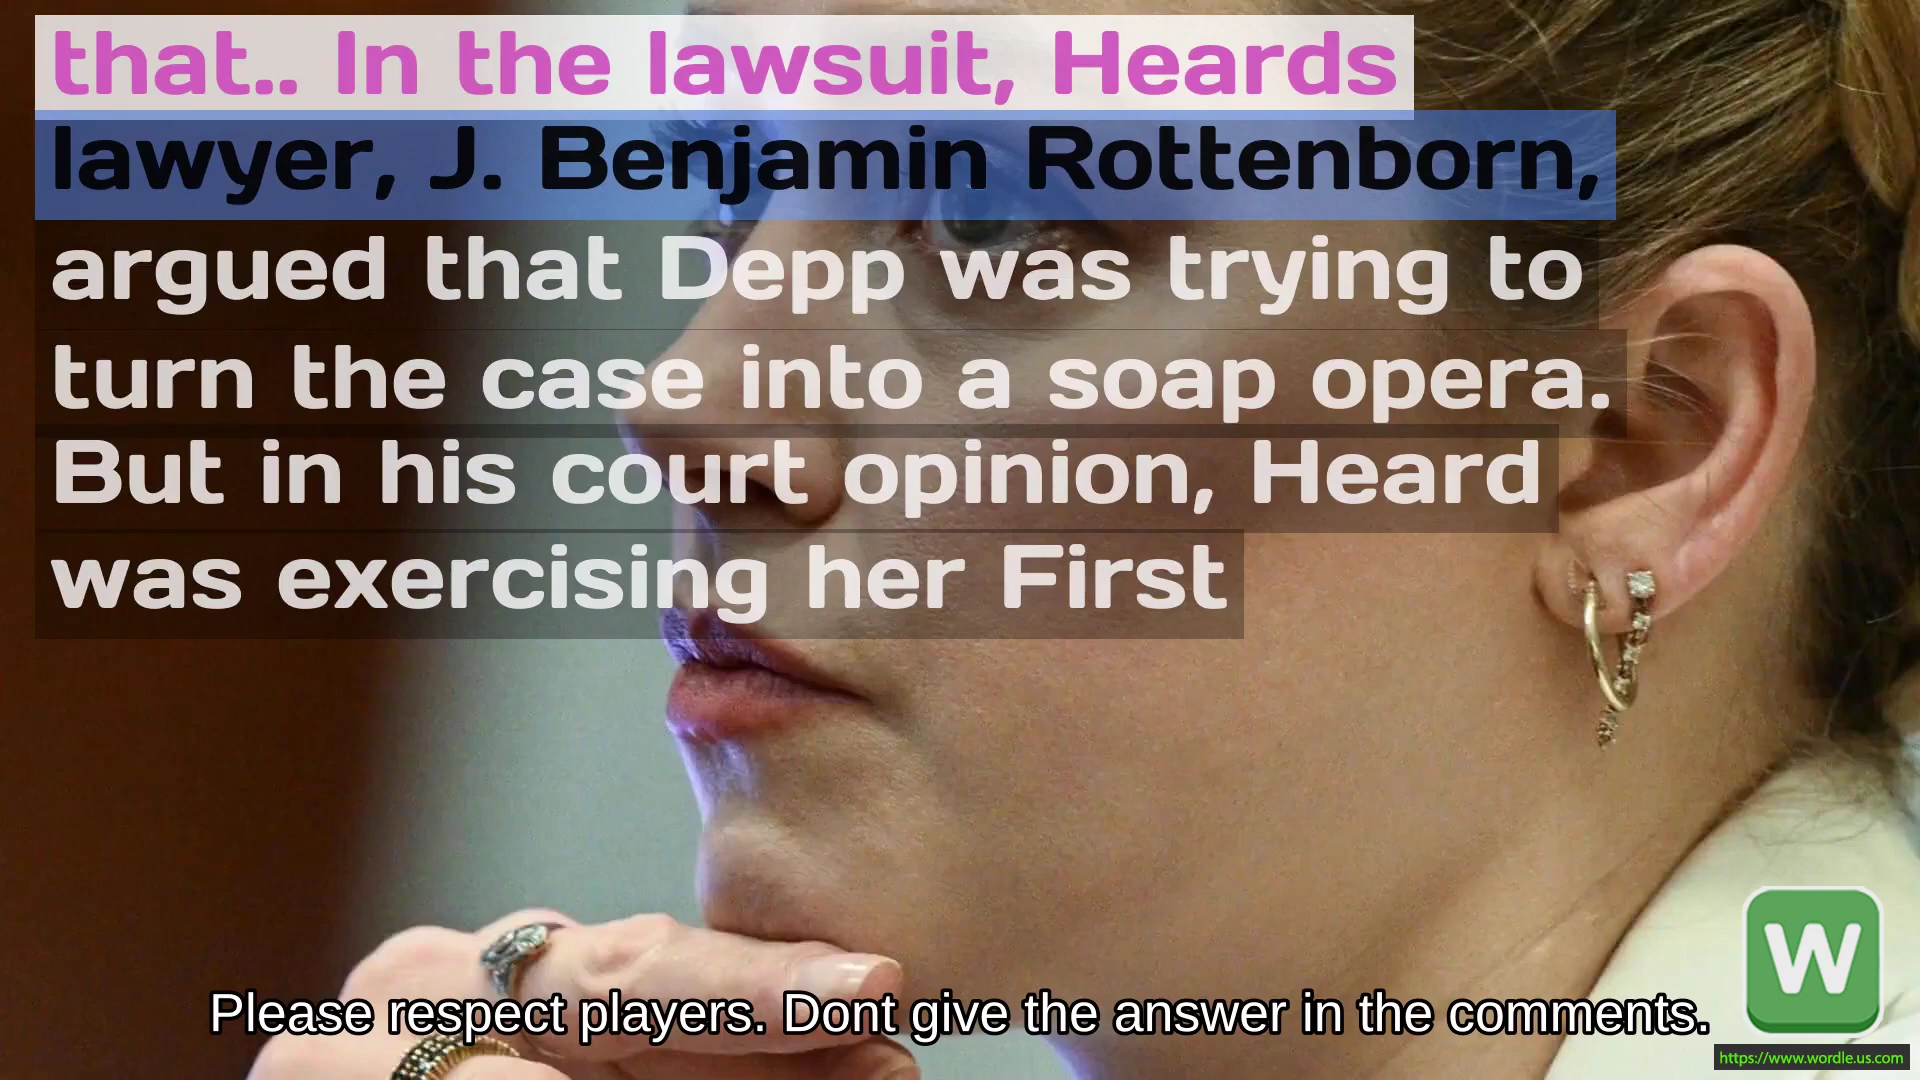 that.. In the lawsuit, Heards
lawyer, J. Benjamin Rottenborn,
argued that Depp was trying to
turn the case into a soap opera.
But in his court opinion, Heard
was exercising her First
W
Please respect players. Dont give the answer in the comments.
https://www.wordle.us.com